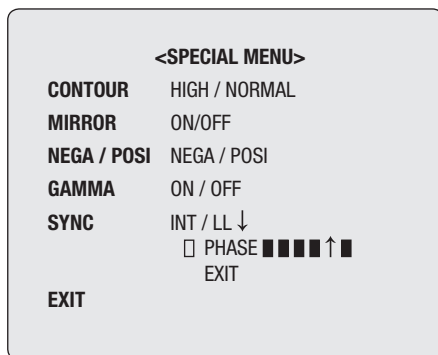 <SPECIAL MENU>
CONTOUR HIGH / NORMAL
MIRROR ON/OFF
NEGA / POSI NEGA / POSI
GAMMA ON / OFF
SYNC INT / LL ↓
▯ PHASE ▮▮▮▮↑▮
EXIT
EXIT